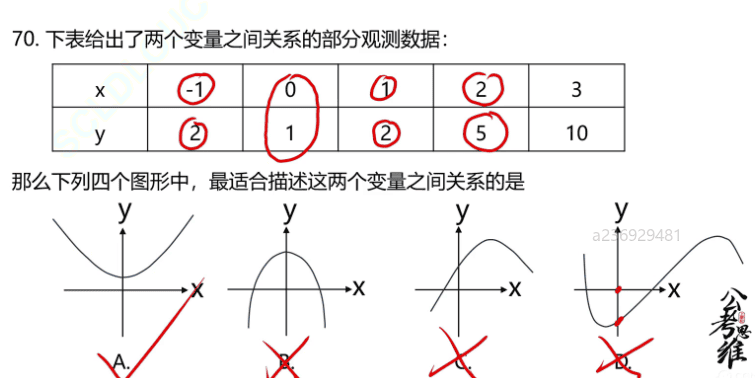 70. 下表给出了两个变量之间关系的部分观测数据：
x -1 0 1 2 3
y 2 1 2 5 10
那么下列四个图形中，最适合描述这两个变量之间关系的是
y y y y
a236929481
x x x x
A. B. C. D.
公考思维